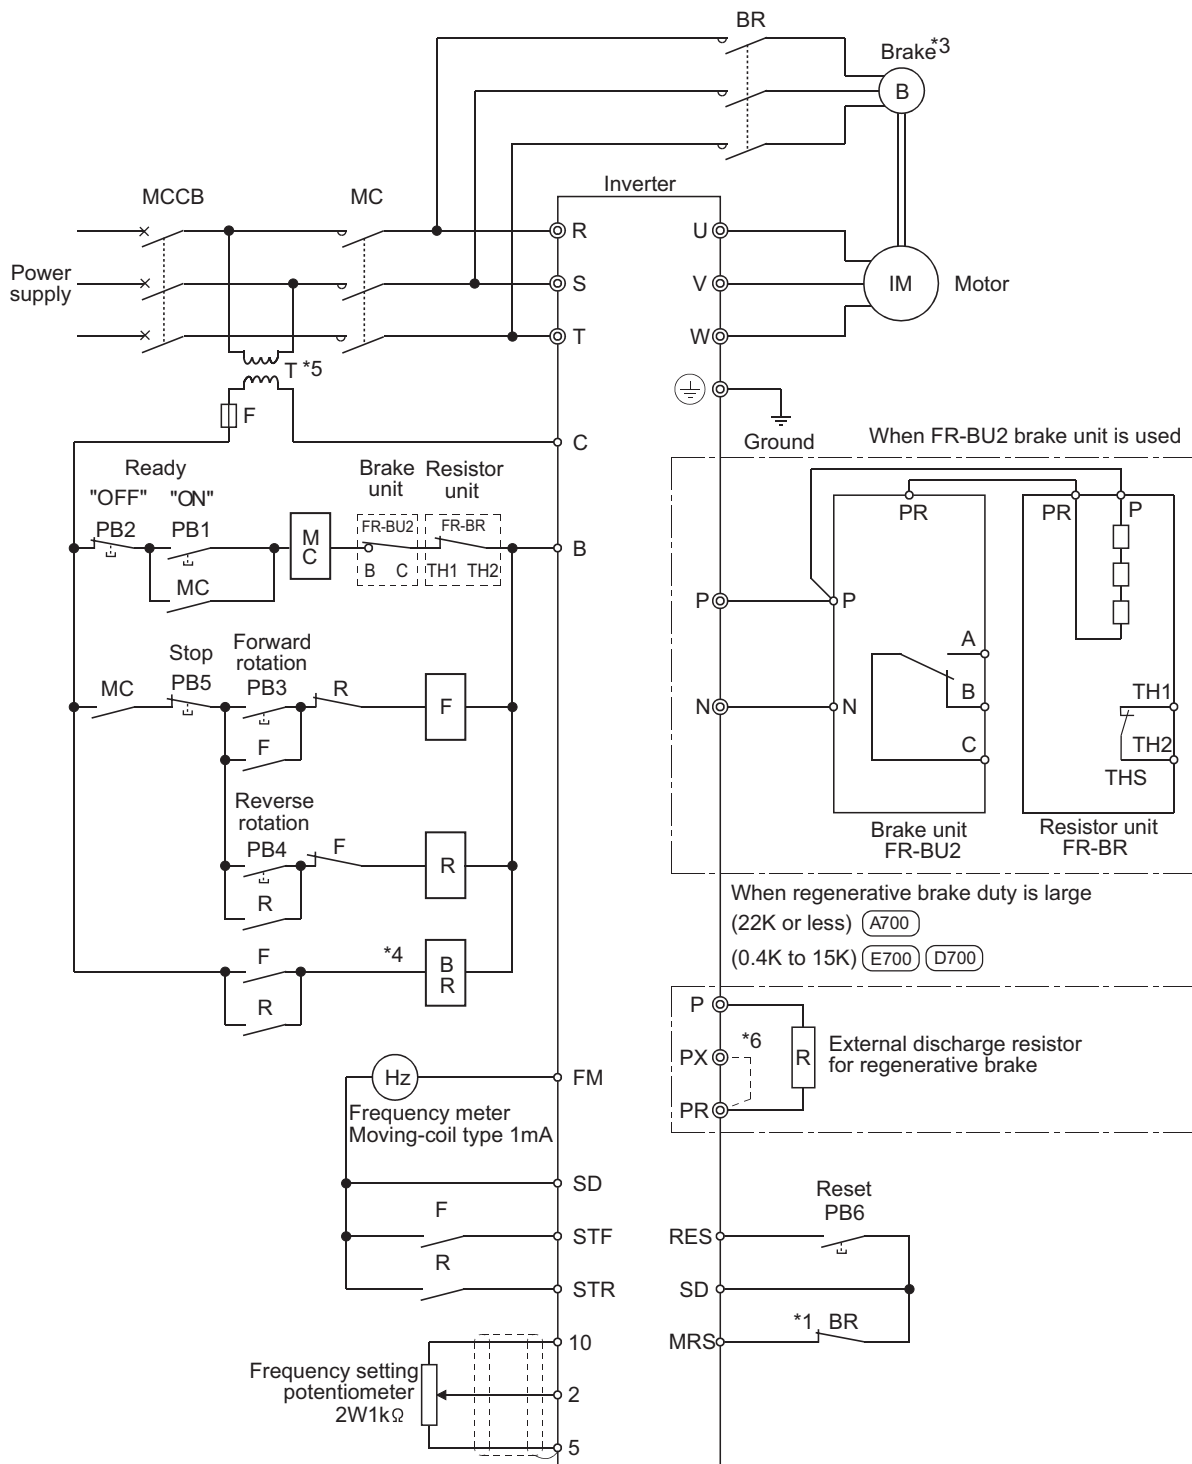 BR
Brake*3
B
Inverter
MCCB
MC
R
U
Power
supply
S
V
IM
Motor
T
W
T *5
F
Ground
When FR-BU2 brake unit is used
C
Ready
Brake
unit
Resistor
unit
"OFF"
"ON"
PB2
PB1
FR-BU2
FR-BR
M
C
B
B C
TH1 TH2
MC
PR
PR
P
P
P
A
B
C
N
N
TH1
TH2
THS
Brake unit
FR-BU2
Resistor unit
FR-BR
Stop
PB5
Forward
rotation
PB3
MC
R
F
F
Reverse
rotation
PB4
F
R
R
F
*4
B
R
R
When regenerative brake duty is large
(22K or less) A700
(0.4K to 15K) E700 D700
P
PX
*6
PR
R
External discharge resistor
for regenerative brake
Hz
FM
Frequency meter
Moving-coil type 1mA
SD
F
STF
R
STR
Reset
PB6
RES
SD
*1 BR
MRS
10
Frequency setting
potentiometer
2W1kΩ
2
5